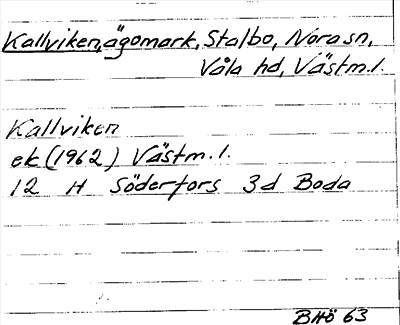 Kallviken, ägomark, Stalbo, Nora sn,
Våla hd, Västm. l.
Kallviken
ek (1962) Västm. l.
12 H Söderfors 3d Boda
BHö 63